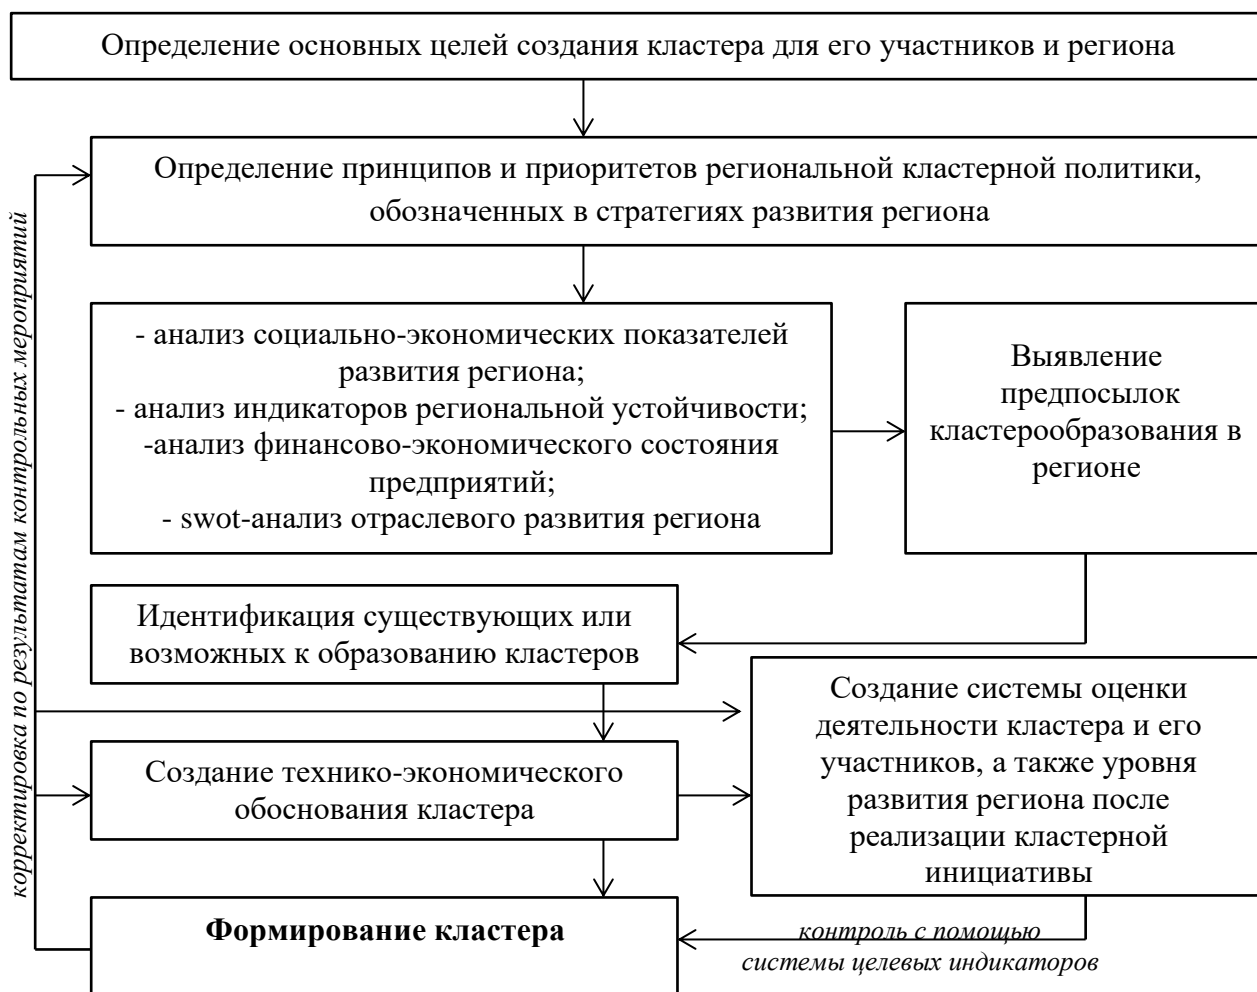 Определение основных целей создания кластера для его участников и региона
Определение принципов и приоритетов региональной кластерной политики,
обозначенных в стратегиях развития региона
- анализ социально-экономических показателей
развития региона;
- анализ индикаторов региональной устойчивости;
-анализ финансово-экономического состояния
предприятий;
- swot-анализ отраслевого развития региона
Выявление
предпосылок
кластерообразования в
регионе
Идентификация существующих или
возможных к образованию кластеров
Создание системы оценки
деятельности кластера и его
участников, а также уровня
развития региона после
реализации кластерной
инициативы
Создание технико-экономического
обоснования кластера
Формирование кластера
контроль с помощью
системы целевых индикаторов
корректировка по результатам контрольных мероприятий